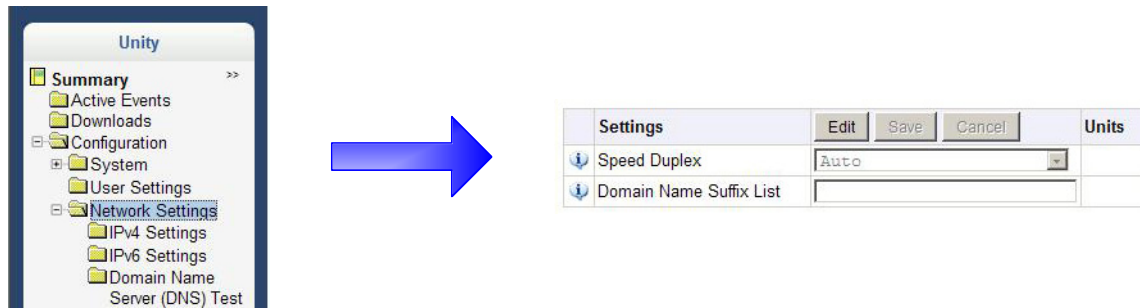 Unity
Summary >>
Active Events
Downloads
Configuration
System
User Settings
Network Settings
IPv4 Settings
IPv6 Settings
Domain Name
Server (DNS) Test
Settings Edit Save Cancel Units
Speed Duplex Auto
Domain Name Suffix List